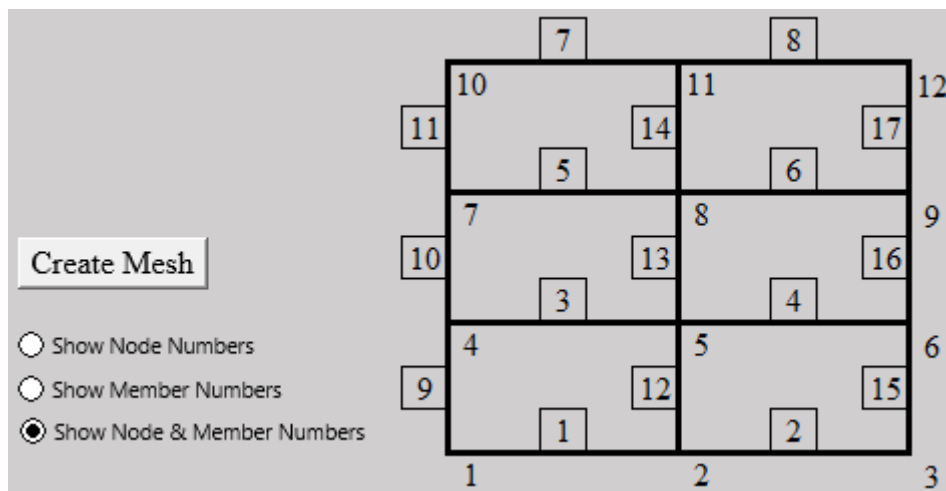 7 8
10 11 12
11 14 17
5 6
7 8 9
Create Mesh
10 13 16
3 4
Show Node Numbers
4 5 6
Show Member Numbers
9 12 15
Show Node & Member Numbers
1 2
1 2 3